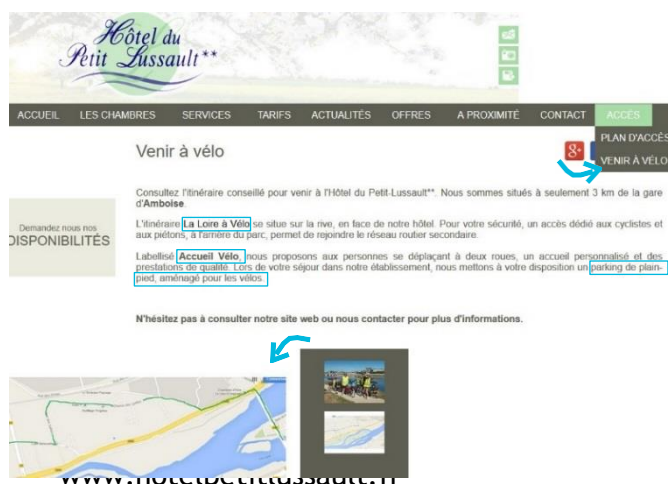 Hôtel du
Petit Lussault**
ACCUEIL LES CHAMBRES SERVICES TARIFS ACTUALITÉS OFFRES A PROXIMITÉ CONTACT ACCÈS
PLAN D'ACCÈS
VENIR À VÉLO
Venir à vélo
Consultez l'itinéraire conseillé pour venir à l'Hôtel du Petit-Lussault**. Nous sommes situés à seulement 3 km de la gare
d'Amboise.
L'itinéraire La Loire à Vélo se situe sur la rive, en face de notre hôtel. Pour votre sécurité, un accès dédié aux cyclistes et
aux piétons, à l'arrière du parc, permet de rejoindre le réseau routier secondaire.
Demandez nous nos
DISPONIBILITÉS
Labellisé Accueil Vélo, nous proposons aux personnes se déplaçant à deux roues, un accueil personnalisé et des
prestations de qualité. Lors de votre séjour dans notre établissement, nous mettons à votre disposition un parking de plain-
pied, aménagé pour les vélos.
N'hésitez pas à consulter notre site web ou nous contacter pour plus d'informations.
www.hotelpetitlussault.fr